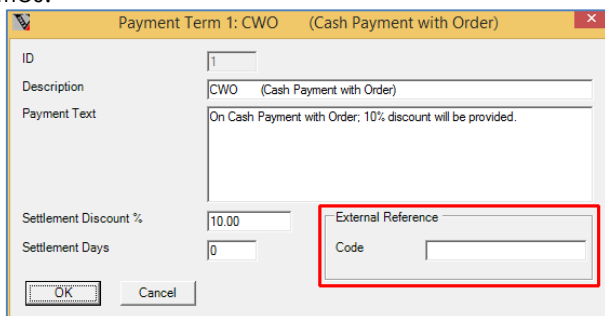 Payment Term 1: CWO (Cash Payment with Order)
ID 1
Description CWO (Cash Payment with Order)
Payment Text On Cash Payment with Order; 10% discount will be provided.
Settlement Discount % 10.00 External Reference
Settlement Days 0 Code
OK Cancel